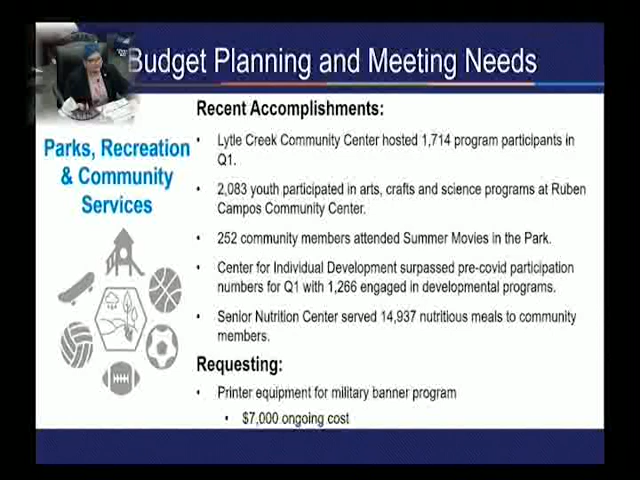 Budget Planning and Meeting Needs
Recent Accomplishments:
Parks, Recreation
& Community
Services
• Lytle Creek Community Center hosted 1,714 program participants in
Q1.
• 2,083 youth participated in arts, crafts and science programs at Ruben
Campos Community Center.
• 252 community members attended Summer Movies in the Park.
• Center for Individual Development surpassed pre-covid participation
numbers for Q1 with 1,266 engaged in developmental programs.
• Senior Nutrition Center served 14,937 nutritious meals to community
members.
Requesting:
• Printer equipment for military banner program
• $7,000 ongoing cost